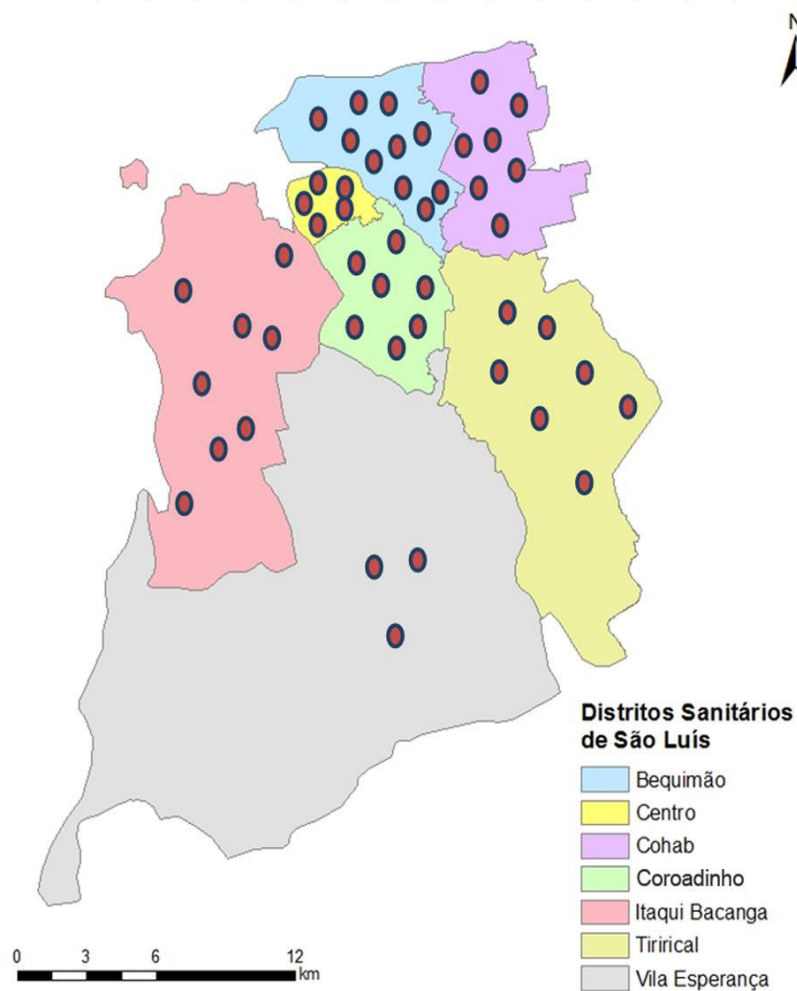 N
Distritos Sanitários
de São Luís
Bequimão
Centro
Cohab
Coroadinho
Itaqui Bacanga
Tirirical
Vila Esperança
0 3 6 12
km